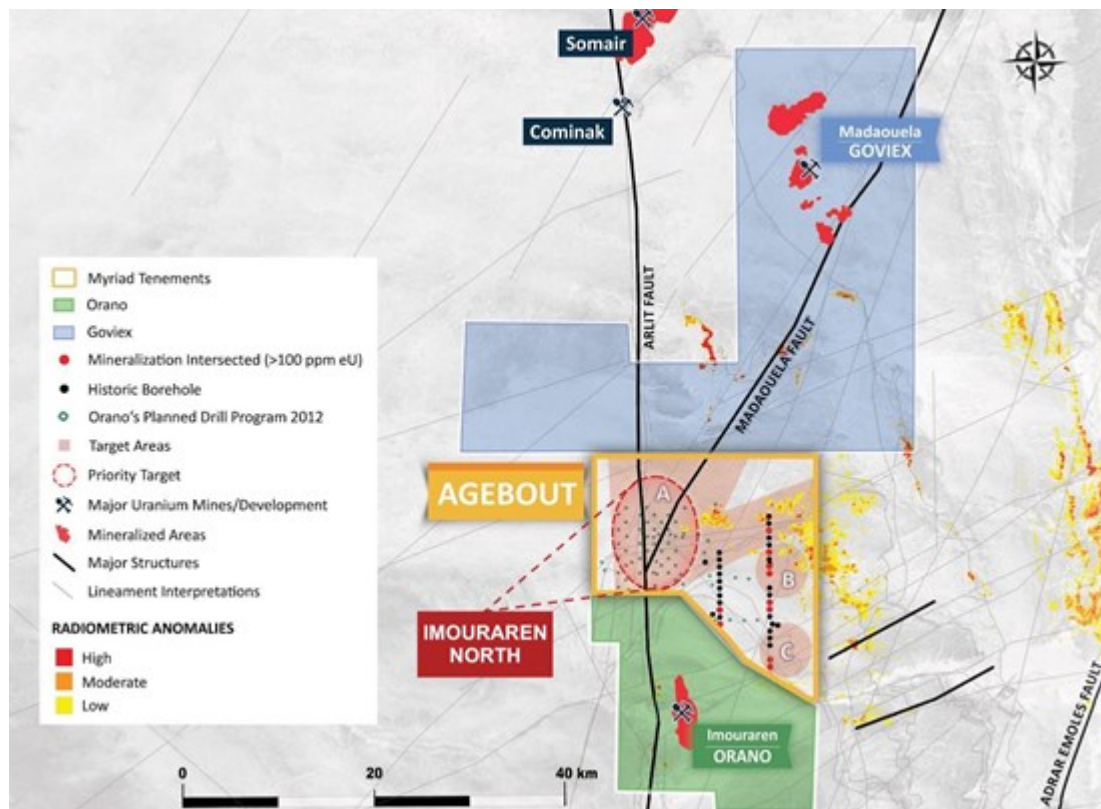 Somair
Cominak
Madaouela
GOVIEX
ARLIT FAULT
MADAOUELA FAULT
Myriad Tenements
Orano
Goviex
Mineralization Intersected (>100 ppm eU)
Historic Borehole
Orano's Planned Drill Program 2012
Target Areas
Priority Target
Major Uranium Mines/Development
Mineralized Areas
Major Structures
Lineament Interpretations
RADIOMETRIC ANOMALIES
High
Moderate
Low
AGEBOUT
A
B
C
IMOURAREN
NORTH
Imouraren
ORANO
ADRAR EMOLES FAULT
0 20 40 km